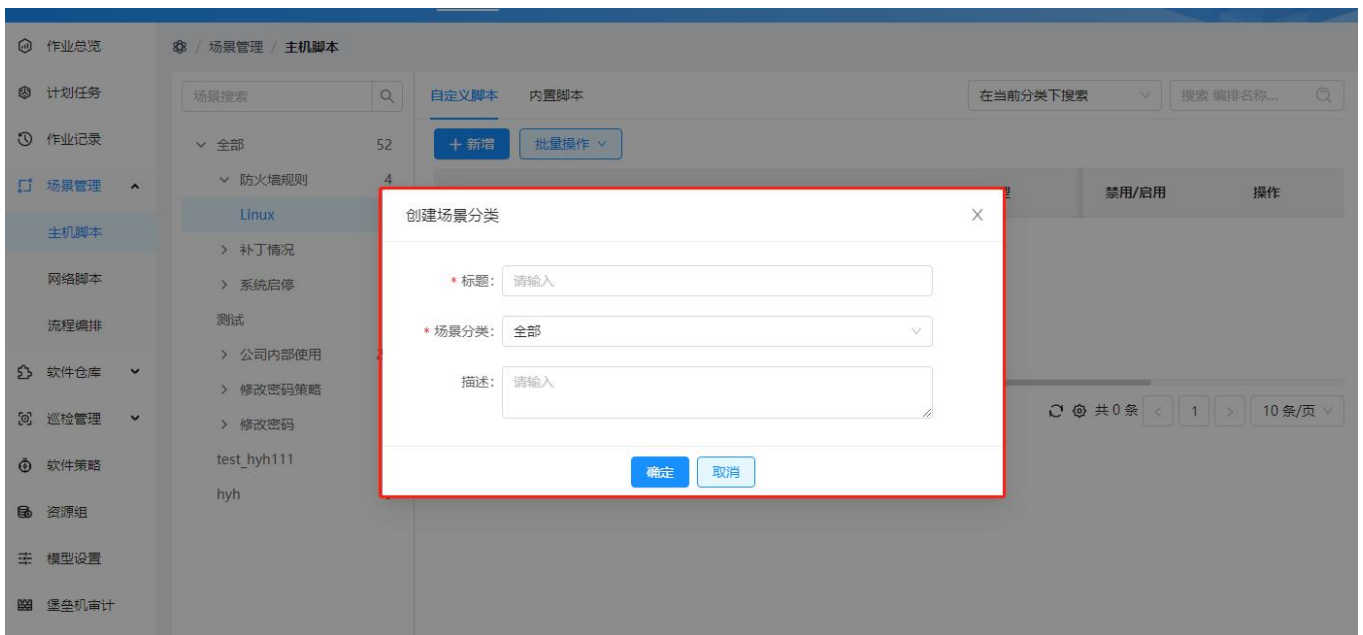 作业总览
计划任务
作业记录
场景管理
主机脚本
网络脚本
流程编排
软件仓库
巡检管理
软件策略
资源组
模型设置
堡垒机审计
/ 场景管理 / 主机脚本
场景搜索
全部 52
防火墙规则 4
Linux
补丁情况
系统启停
测试
公司内部使用
修改密码策略
修改密码
test_hyh111
hyh
自定义脚本 内置脚本
在当前分类下搜索
搜索 编排名称...
+ 新增 批量操作
禁用/启用 操作
共 0 条 < 1 > 10 条/页
创建场景分类
* 标题: 请输入
* 场景分类: 全部
描述: 请输入
确定 取消